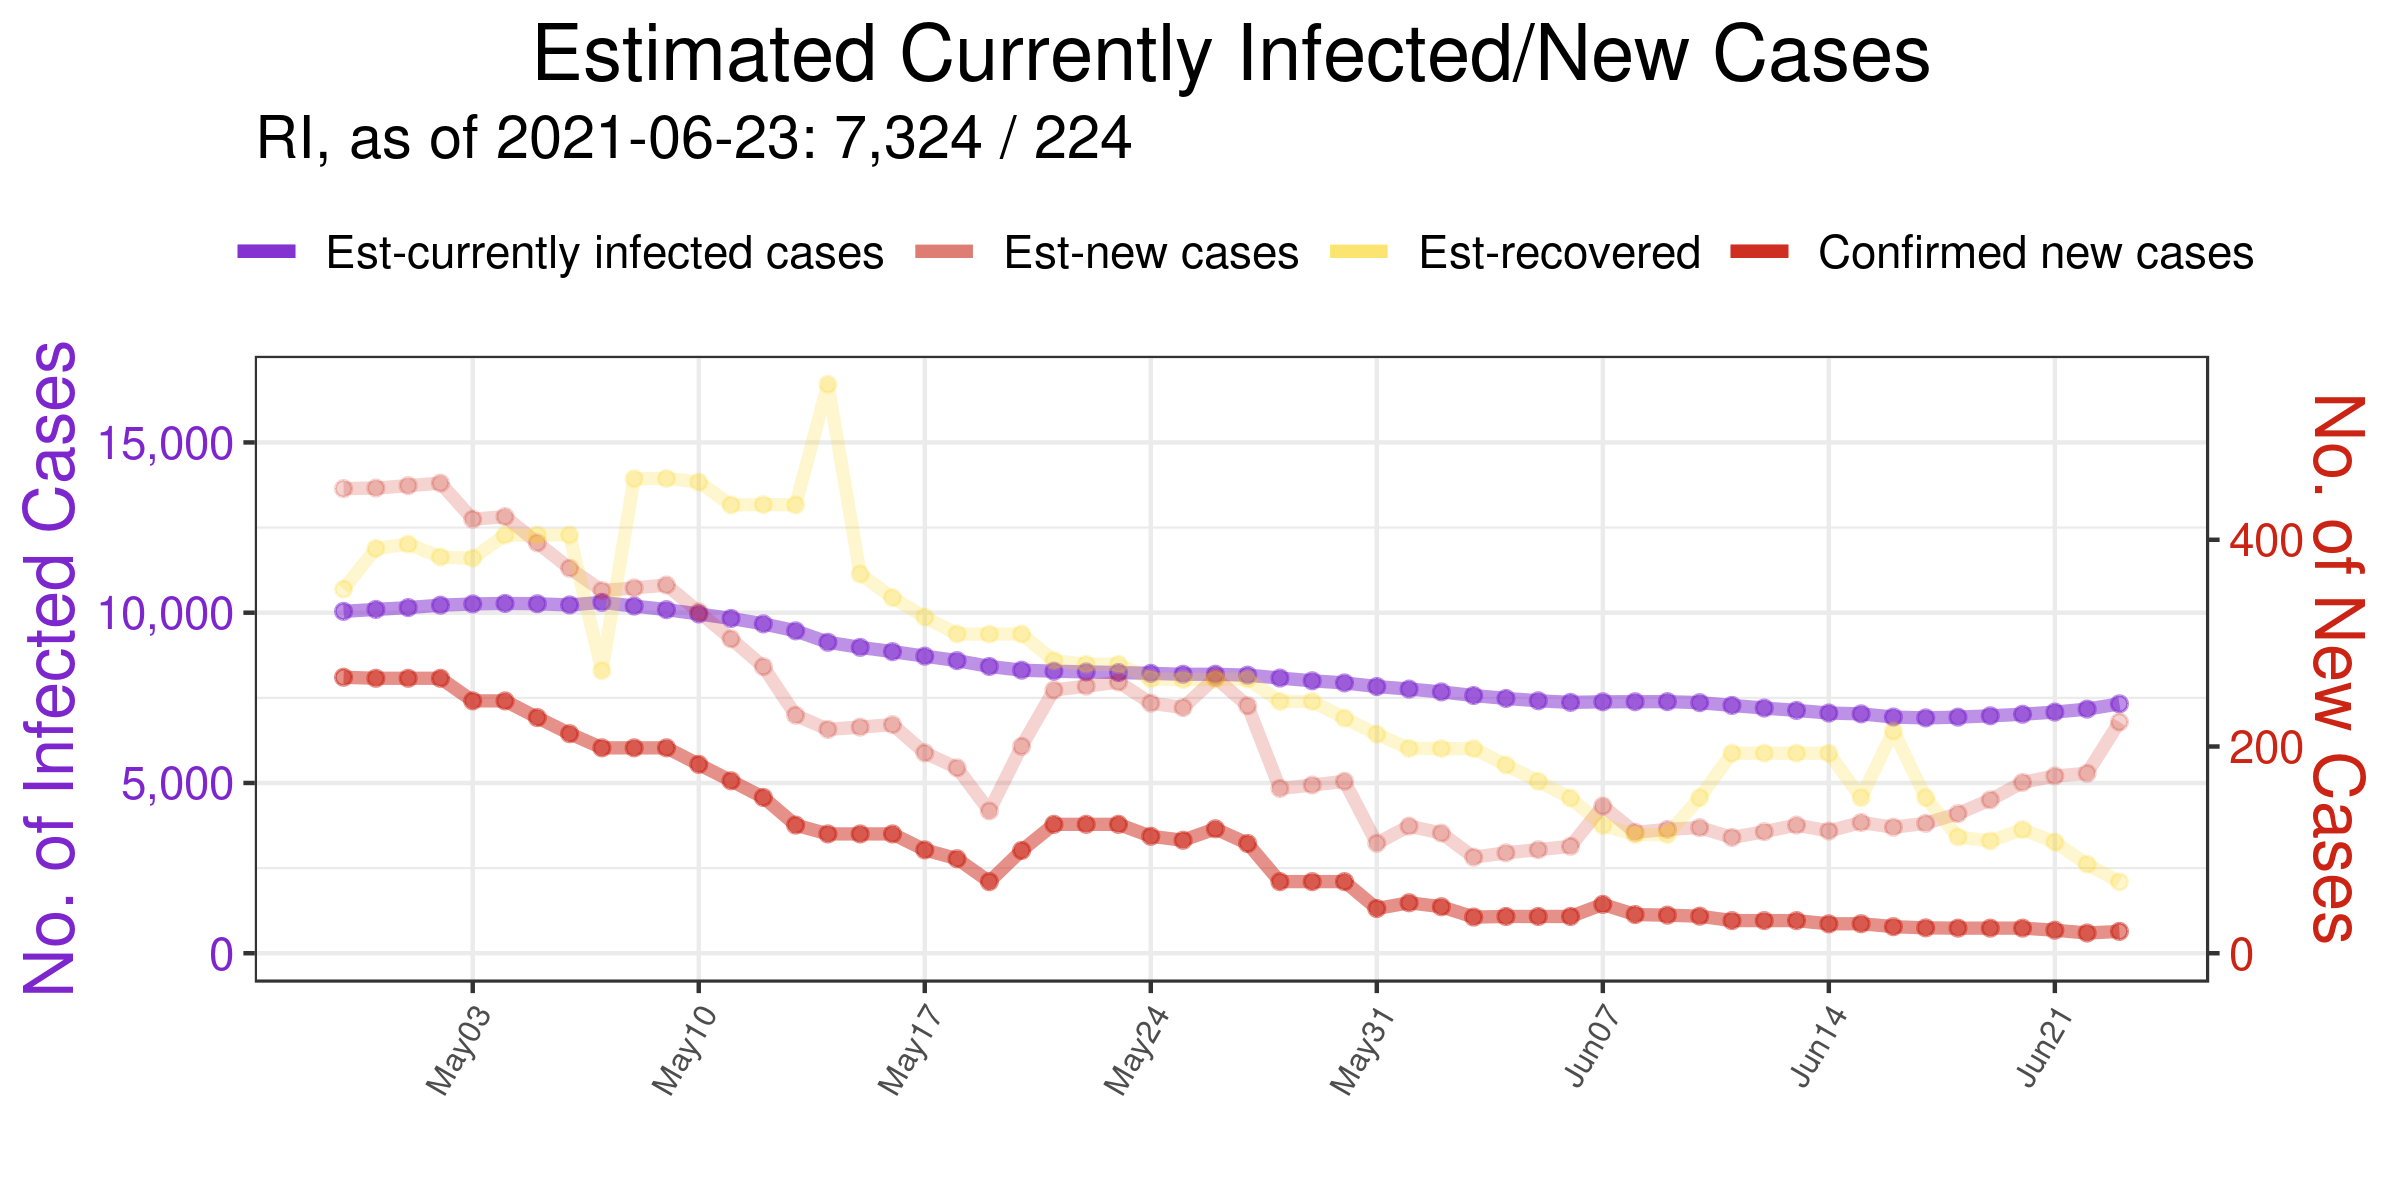 Estimated Currently Infected/New Cases
RI, as of 2021-06-23: 7,324 / 224
Est-currently infected cases Est-new cases Est-recovered Confirmed new cases
No. of Infected Cases
15,000
10,000
5,000
0
400
200
0
No. of New Cases
May03 May10 May17 May24 May31 Jun07 Jun14 Jun21